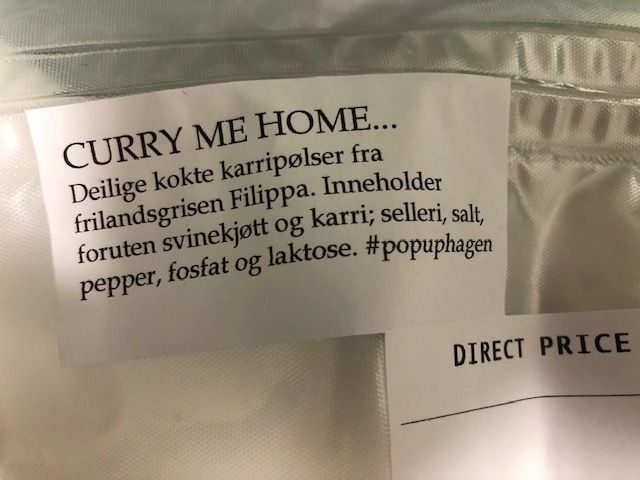 CURRY ME HOME...
Deilige kokte karripølser fra
frilandsgrisen Filippa. Inneholder
foruten svinekjøtt og karri; selleri, salt,
pepper, fosfat og laktose. #popuphagen
DIRECT PRICE